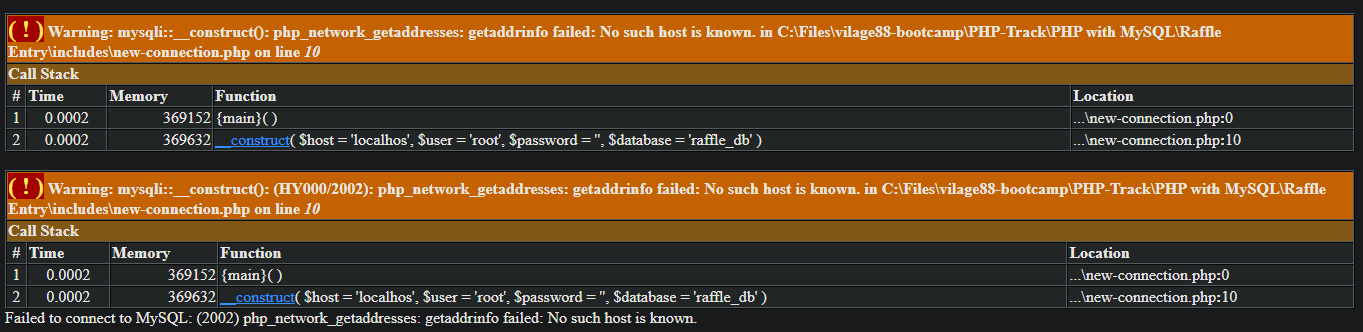 ( ! ) Warning: mysqli::__construct(): php_network_getaddresses: getaddrinfo failed: No such host is known. in C:\Files\vilage88-bootcamp\PHP-Track\PHP with MySQL\Raffle
Entry\includes\new-connection.php on line 10
Call Stack
# Time Memory Function Location
1 0.0002 369152 {main}( ) ...\new-connection.php:0
2 0.0002 369632 __construct( $host = 'localhos', $user = 'root', $password = '', $database = 'raffle_db' ) ...\new-connection.php:10
( ! ) Warning: mysqli::__construct(): (HY000/2002): php_network_getaddresses: getaddrinfo failed: No such host is known. in C:\Files\vilage88-bootcamp\PHP-Track\PHP with MySQL\Raffle
Entry\includes\new-connection.php on line 10
Call Stack
# Time Memory Function Location
1 0.0002 369152 {main}( ) ...\new-connection.php:0
2 0.0002 369632 __construct( $host = 'localhos', $user = 'root', $password = '', $database = 'raffle_db' ) ...\new-connection.php:10
Failed to connect to MySQL: (2002) php_network_getaddresses: getaddrinfo failed: No such host is known.